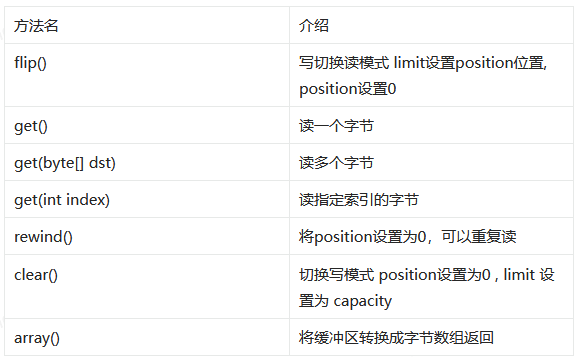 方法名 介绍
flip() 写切换读模式 limit设置position位置,
position设置0
get() 读一个字节
get(byte[] dst) 读多个字节
get(int index) 读指定索引的字节
rewind() 将position设置为0，可以重复读
clear() 切换写模式 position设置为0 , limit 设
置为 capacity
array() 将缓冲区转换成字节数组返回